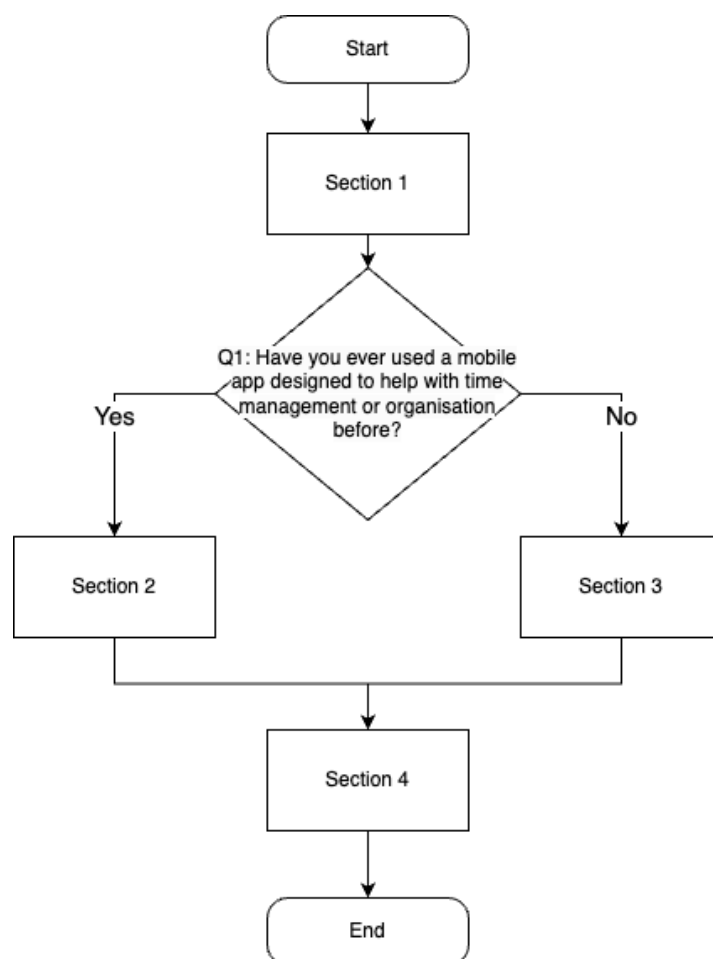 Start
Section 1
Q1: Have you ever used a mobile
app designed to help with time
management or organisation
before?
Yes
No
Section 2
Section 3
Section 4
End